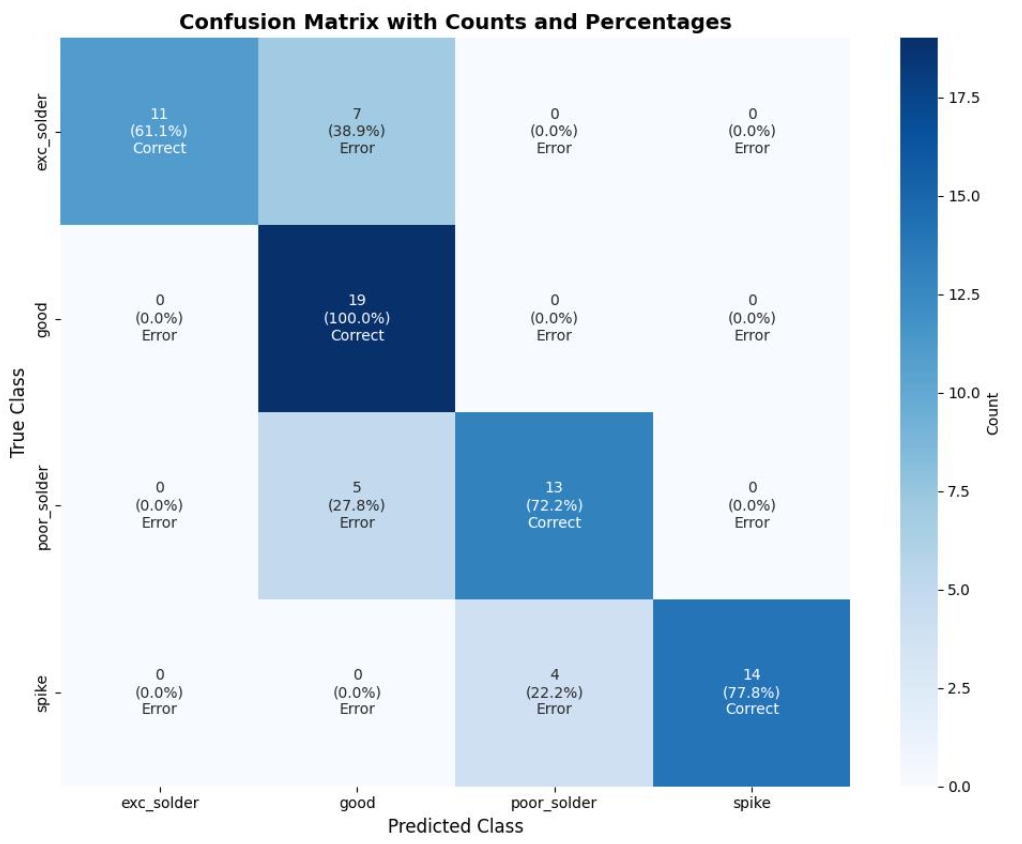 Confusion Matrix with Counts and Percentages
True Class
exc_solder
11
(61.1%)
Correct
7
(38.9%)
Error
0
(0.0%)
Error
0
(0.0%)
Error
good
0
(0.0%)
Error
19
(100.0%)
Correct
0
(0.0%)
Error
0
(0.0%)
Error
poor_solder
0
(0.0%)
Error
5
(27.8%)
Error
13
(72.2%)
Correct
0
(0.0%)
Error
spike
0
(0.0%)
Error
0
(0.0%)
Error
4
(22.2%)
Error
14
(77.8%)
Correct
exc_solder
good
poor_solder
spike
Predicted Class
17.5
15.0
12.5
10.0
7.5
5.0
2.5
0.0
Count